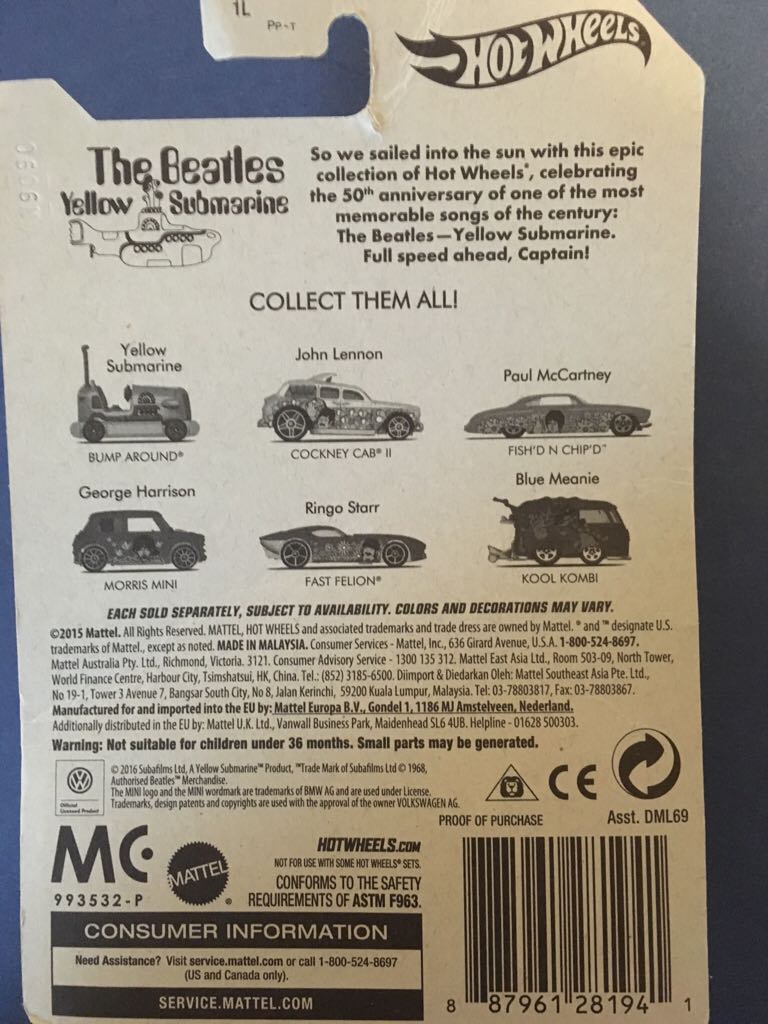 1L
PP-T
HOT WHEELS
The Beatles
Yellow Submarine
So we sailed into the sun with this epic
collection of Hot Wheels®, celebrating
the 50th anniversary of one of the most
memorable songs of the century:
The Beatles—Yellow Submarine.
Full speed ahead, Captain!
COLLECT THEM ALL!
Yellow
Submarine
BUMP AROUND®
John Lennon
COCKNEY CAB® II
Paul McCartney
FISH'D N CHIP'D™
George Harrison
MORRIS MINI
Ringo Starr
FAST FELION®
Blue Meanie
KOOL KOMBI
EACH SOLD SEPARATELY, SUBJECT TO AVAILABILITY. COLORS AND DECORATIONS MAY VARY.
©2015 Mattel. All Rights Reserved. MATTEL, HOT WHEELS and associated trademarks and trade dress are owned by Mattel. ® and ™ designate U.S.
trademarks of Mattel, except as noted. MADE IN MALAYSIA. Consumer Services - Mattel, Inc., 636 Girard Avenue, U.S.A. 1-800-524-8697.
Mattel Australia Pty. Ltd., Richmond, Victoria. 3121. Consumer Advisory Service - 1300 135 312. Mattel East Asia Ltd., Room 503-09, North Tower,
World Finance Centre, Harbour City, Tsimshatsui, HK, China. Tel.: (852) 3185-6500. Diimport & Diedarkan Oleh: Mattel Southeast Asia Pte. Ltd.,
No 19-1, Tower 3 Avenue 7, Bangsar South City, No 8, Jalan Kerinchi, 59200 Kuala Lumpur, Malaysia. Tel: 03-78803817, Fax: 03-78803867.
Manufactured for and imported into the EU by: Mattel Europa B.V., Gondel 1, 1186 MJ Amstelveen, Nederland.
Additionally distributed in the EU by: Mattel U.K. Ltd., Vanwall Business Park, Maidenhead SL6 4UB. Helpline - 01628 500303.
Warning: Not suitable for children under 36 months. Small parts may be generated.
Official
Licensed Product
© 2016 Subafilms Ltd, A Yellow Submarine™ Product, ™Trade Mark of Subafilms Ltd © 1968,
Authorised Beatles™ Merchandise.
The MINI logo and the MINI wordmark are trademarks of BMW AG and are used under License.
Trademarks, design patents and copyrights are used with the approval of the owner VOLKSWAGEN AG.
CE
PROOF OF PURCHASE
Asst. DML69
MC
993532-P
MATTEL®
HOTWHEELS.COM
NOT FOR USE WITH SOME HOT WHEELS® SETS.
CONFORMS TO THE SAFETY
REQUIREMENTS OF ASTM F963.
CONSUMER INFORMATION
Need Assistance? Visit service.mattel.com or call 1-800-524-8697
(US and Canada only).
SERVICE.MATTEL.COM
8 87961 28194 1